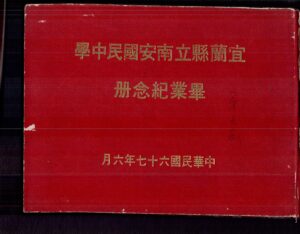 宜蘭縣立南安國民中學
畢業紀念册
中華民國六十七年六月